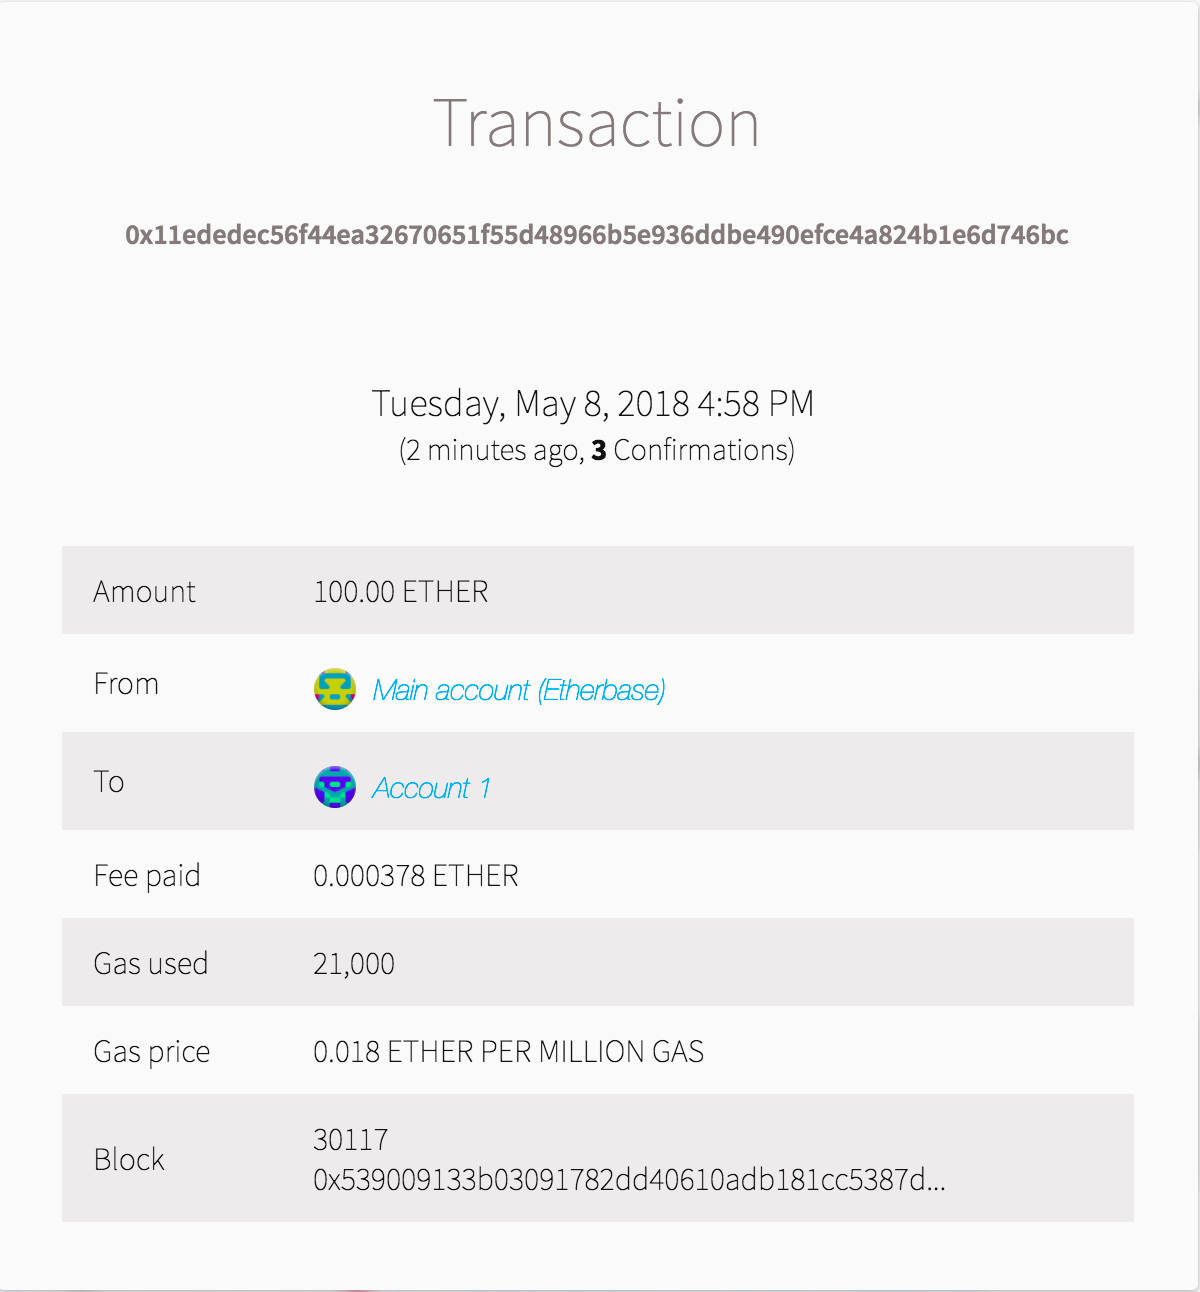 Transaction
0x11ededec56f44ea32670651f55d48966b5e936ddbe490efce4a824b1e6d746bc
Tuesday, May 8, 2018 4:58 PM
(2 minutes ago, 3 Confirmations)
Amount 100.00 ETHER
From Main account (Etherbase)
To Account 1
Fee paid 0.000378 ETHER
Gas used 21,000
Gas price 0.018 ETHER PER MILLION GAS
Block 30117
0x539009133b03091782dd40610adb181cc5387d...